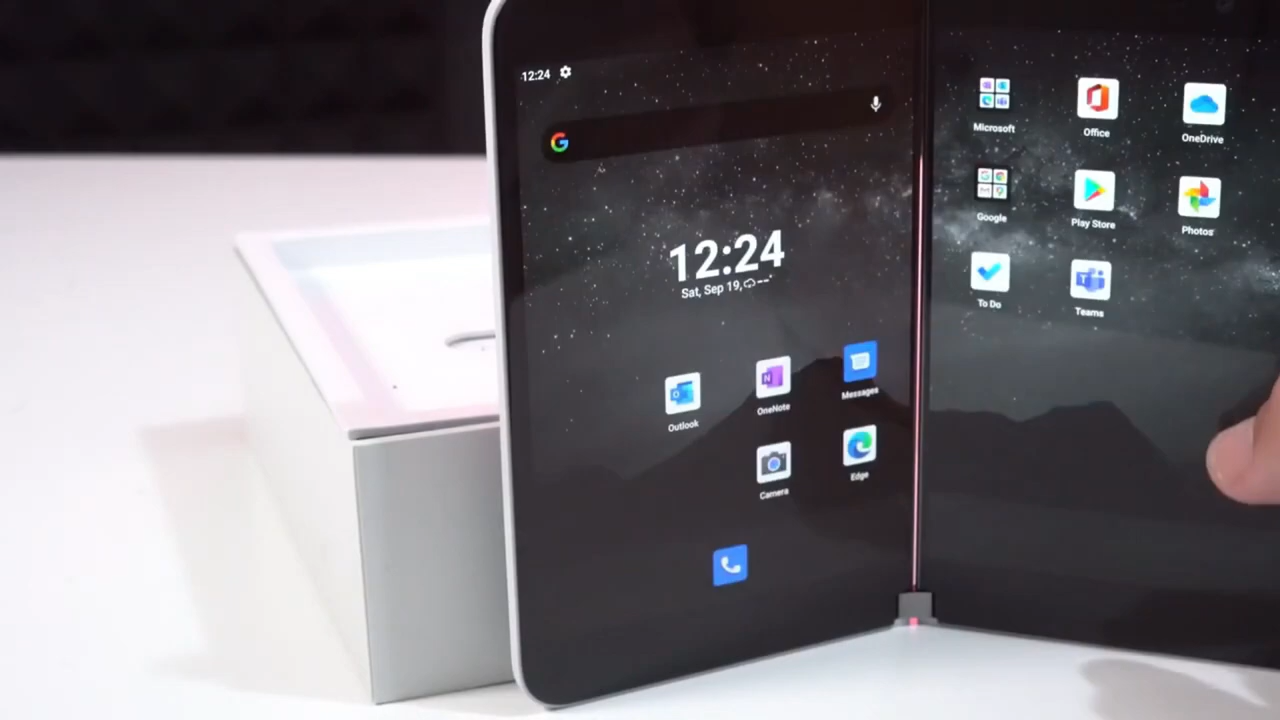 12:24
12:24
Sat, Sep 19,
Outlook
OneNote
Messages
Camera
Edge
Microsoft
Office
OneDrive
Google
Play Store
Photos
To Do
Teams